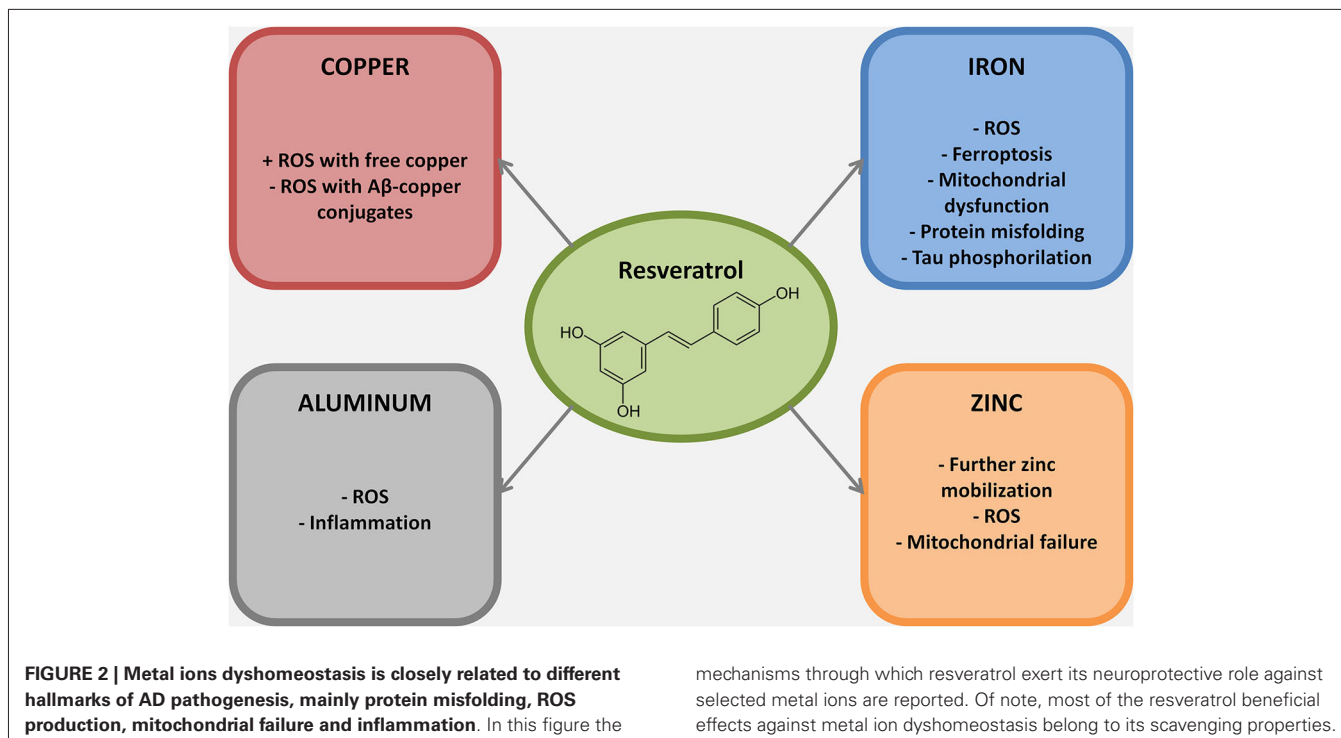 COPPER
+ ROS with free copper
- ROS with Aβ-copper
conjugates
IRON
- ROS
- Ferroptosis
- Mitochondrial
dysfunction
- Protein misfolding
- Tau phosphorilation
Resveratrol
OH
HO
OH
ALUMINUM
- ROS
- Inflammation
ZINC
- Further zinc
mobilization
- ROS
- Mitochondrial failure
FIGURE 2 | Metal ions dyshomeostasis is closely related to different
hallmarks of AD pathogenesis, mainly protein misfolding, ROS
production, mitochondrial failure and inflammation. In this figure the
mechanisms through which resveratrol exert its neuroprotective role against
selected metal ions are reported. Of note, most of the resveratrol beneficial
effects against metal ion dyshomeostasis belong to its scavenging properties.